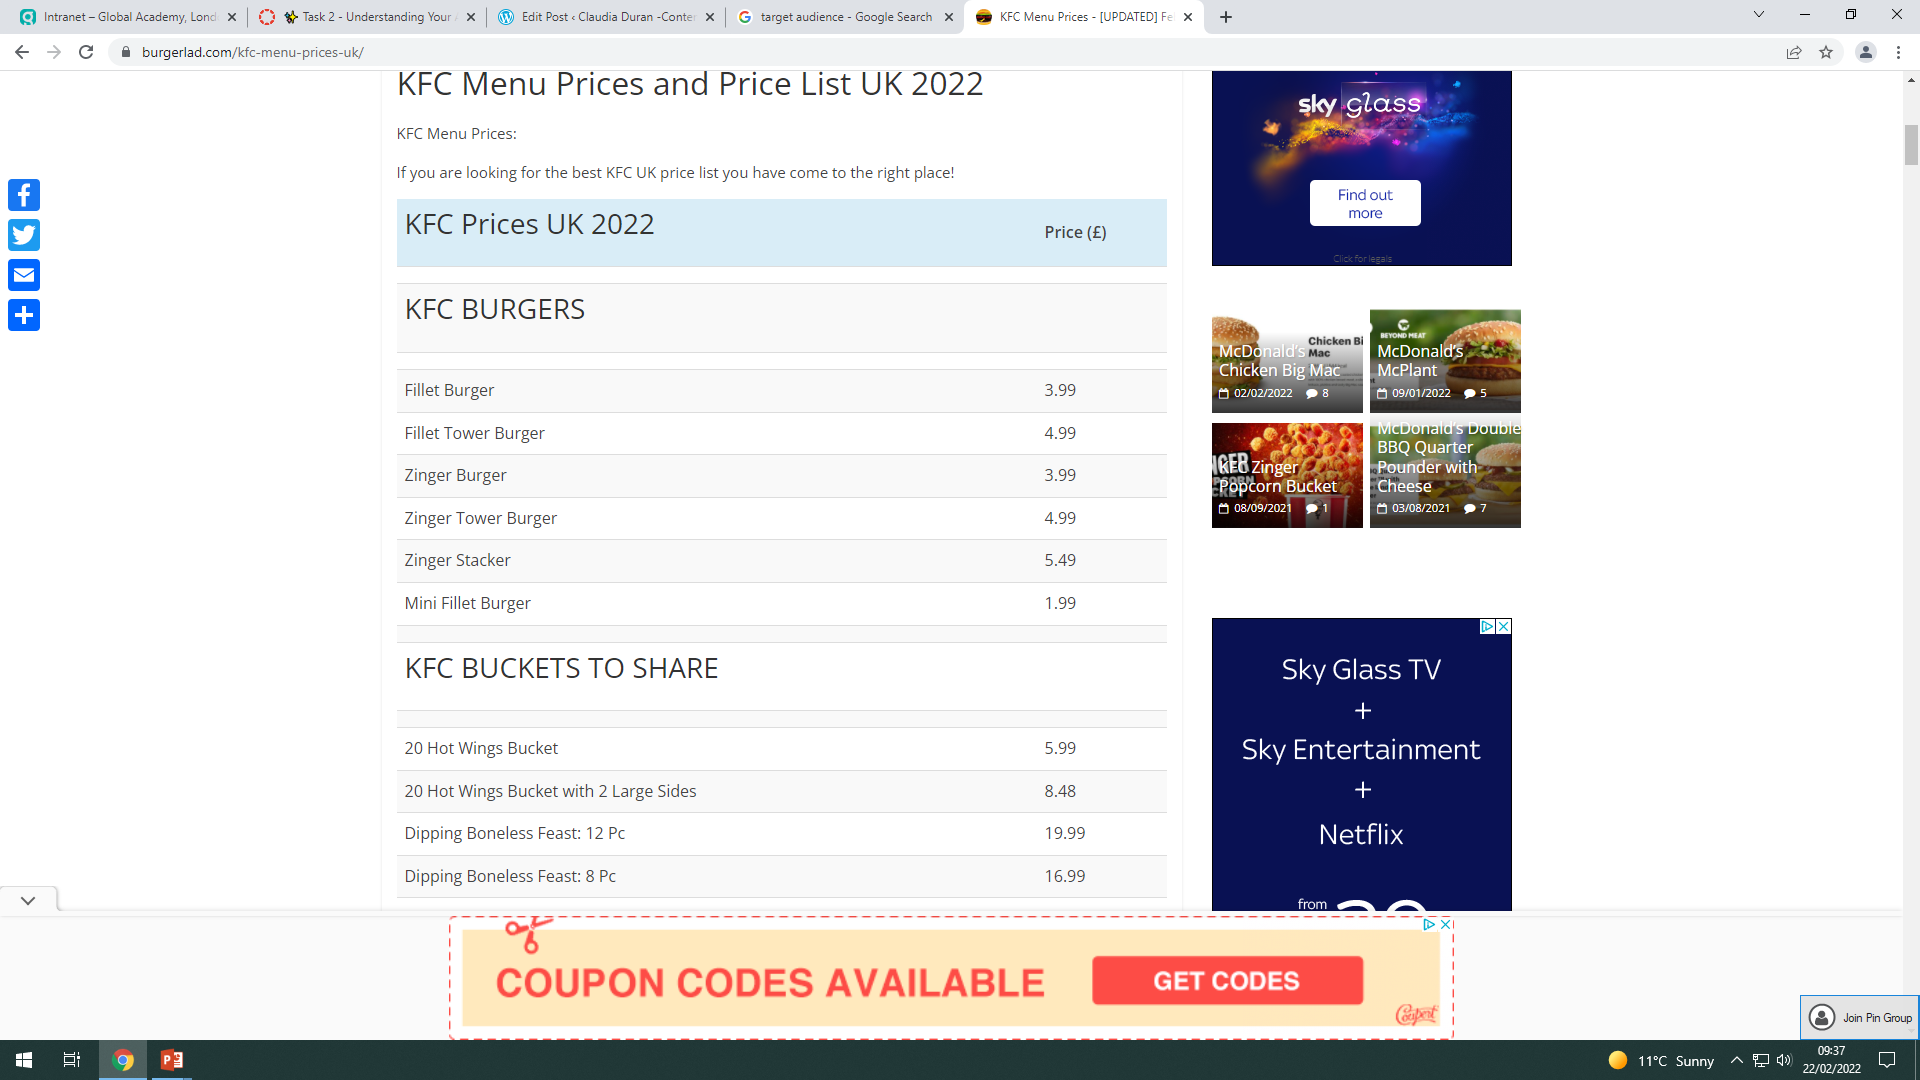 Intranet – Global Academy, Lond
Task 2 - Understanding Your A
Edit Post ‹ Claudia Duran -Conter
target audience - Google Search
KFC Menu Prices - [UPDATED] Fe
burgerlad.com/kfc-menu-prices-uk/
KFC Menu Prices and Price List UK 2022
KFC Menu Prices:
If you are looking for the best KFC UK price list you have come to the right place!
KFC Prices UK 2022 Price (£)
KFC BURGERS
Fillet Burger 3.99
Fillet Tower Burger 4.99
Zinger Burger 3.99
Zinger Tower Burger 4.99
Zinger Stacker 5.49
Mini Fillet Burger 1.99
KFC BUCKETS TO SHARE
20 Hot Wings Bucket 5.99
20 Hot Wings Bucket with 2 Large Sides 8.48
Dipping Boneless Feast: 12 Pc 19.99
Dipping Boneless Feast: 8 Pc 16.99
sky glass
Find out
more
Click for legals
Chicken Bi
Mac
McDonald's
Chicken Big Mac
02/02/2022 8
BEYOND MEAT
McDonald's
McPlant
09/01/2022 5
KFC Zinger
Popcorn Bucket
08/09/2021 1
McDonald's Double
BBQ Quarter
Pounder with
Cheese
03/08/2021 7
Sky Glass TV
+
Sky Entertainment
+
Netflix
from
COUPON CODES AVAILABLE
GET CODES
Coupert
Join Pin Group
11°C Sunny
09:37
22/02/2022